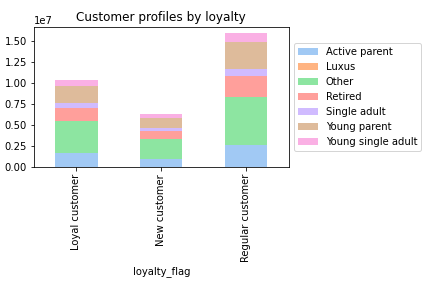 Customer profiles by loyalty
1e7
1.50
1.25
1.00
0.75
0.50
0.25
0.00
Loyal customer
New customer
Regular customer
loyalty_flag
Active parent
Luxus
Other
Retired
Single adult
Young parent
Young single adult